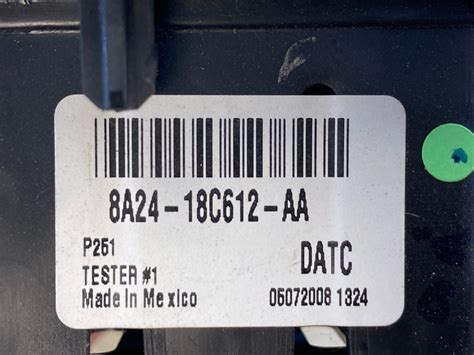 8A24-18C612-AA
P251
DATC
TESTER #1
Made in Mexico
05072008 1324